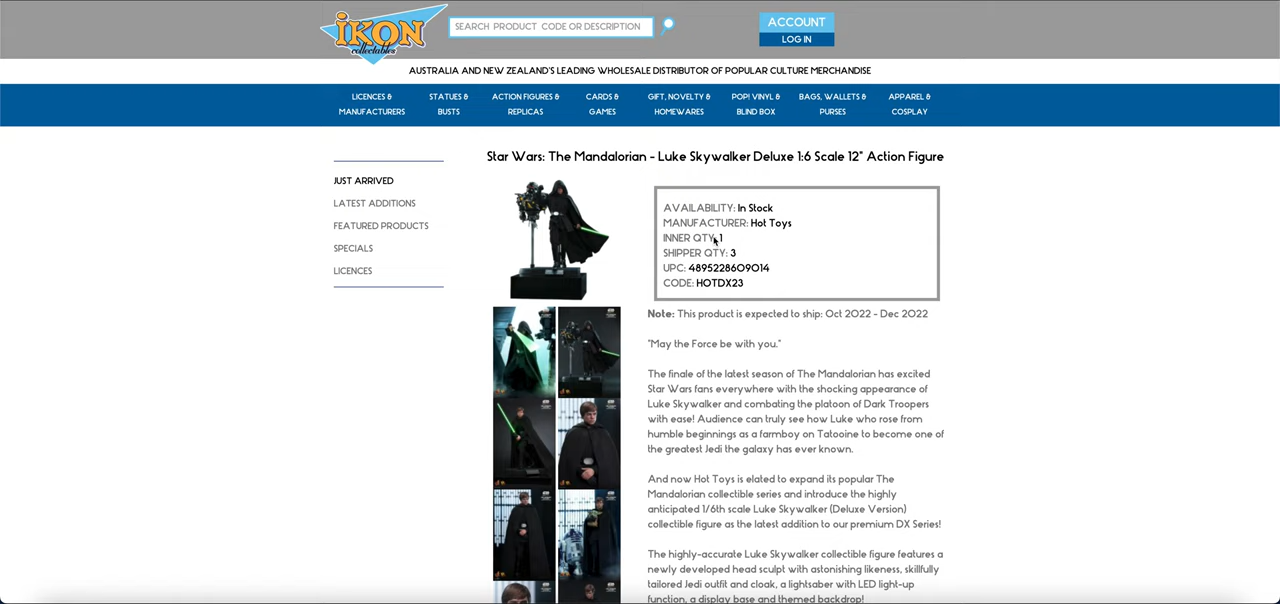 iKON
collectables
SEARCH PRODUCT CODE OR DESCRIPTION
ACCOUNT
LOG IN
AUSTRALIA AND NEW ZEALAND'S LEADING WHOLESALE DISTRIBUTOR OF POPULAR CULTURE MERCHANDISE
LICENCES &
MANUFACTURERS
STATUES &
BUSTS
ACTION FIGURES &
REPLICAS
CARDS &
GAMES
GIFT, NOVELTY &
HOMEWARES
POP! VINYL &
BLIND BOX
BAGS, WALLETS &
PURSES
APPAREL &
COSPLAY
JUST ARRIVED
LATEST ADDITIONS
FEATURED PRODUCTS
SPECIALS
LICENCES
Star Wars: The Mandalorian - Luke Skywalker Deluxe 1:6 Scale 12" Action Figure
AVAILABILITY: In Stock
MANUFACTURER: Hot Toys
INNER QTY: 1
SHIPPER QTY: 3
UPC: 4895228609014
CODE: HOTDX23
Note: This product is expected to ship: Oct 2022 - Dec 2022
"May the Force be with you."
The finale of the latest season of The Mandalorian has excited
Star Wars fans everywhere with the shocking appearance of
Luke Skywalker and combating the platoon of Dark Troopers
with ease! Audience can truly see how Luke who rose from
humble beginnings as a farmboy on Tatooine to become one of
the greatest Jedi the galaxy has ever known.
And now Hot Toys is elated to expand its popular The
Mandalorian collectible series and introduce the highly
anticipated 1/6th scale Luke Skywalker (Deluxe Version)
collectible figure as the latest addition to our premium DX Series!
The highly-accurate Luke Skywalker collectible figure features a
newly developed head sculpt with astonishing likeness, skillfully
tailored Jedi outfit and cloak, a lightsaber with LED light-up
function, a display base and themed backdrop!